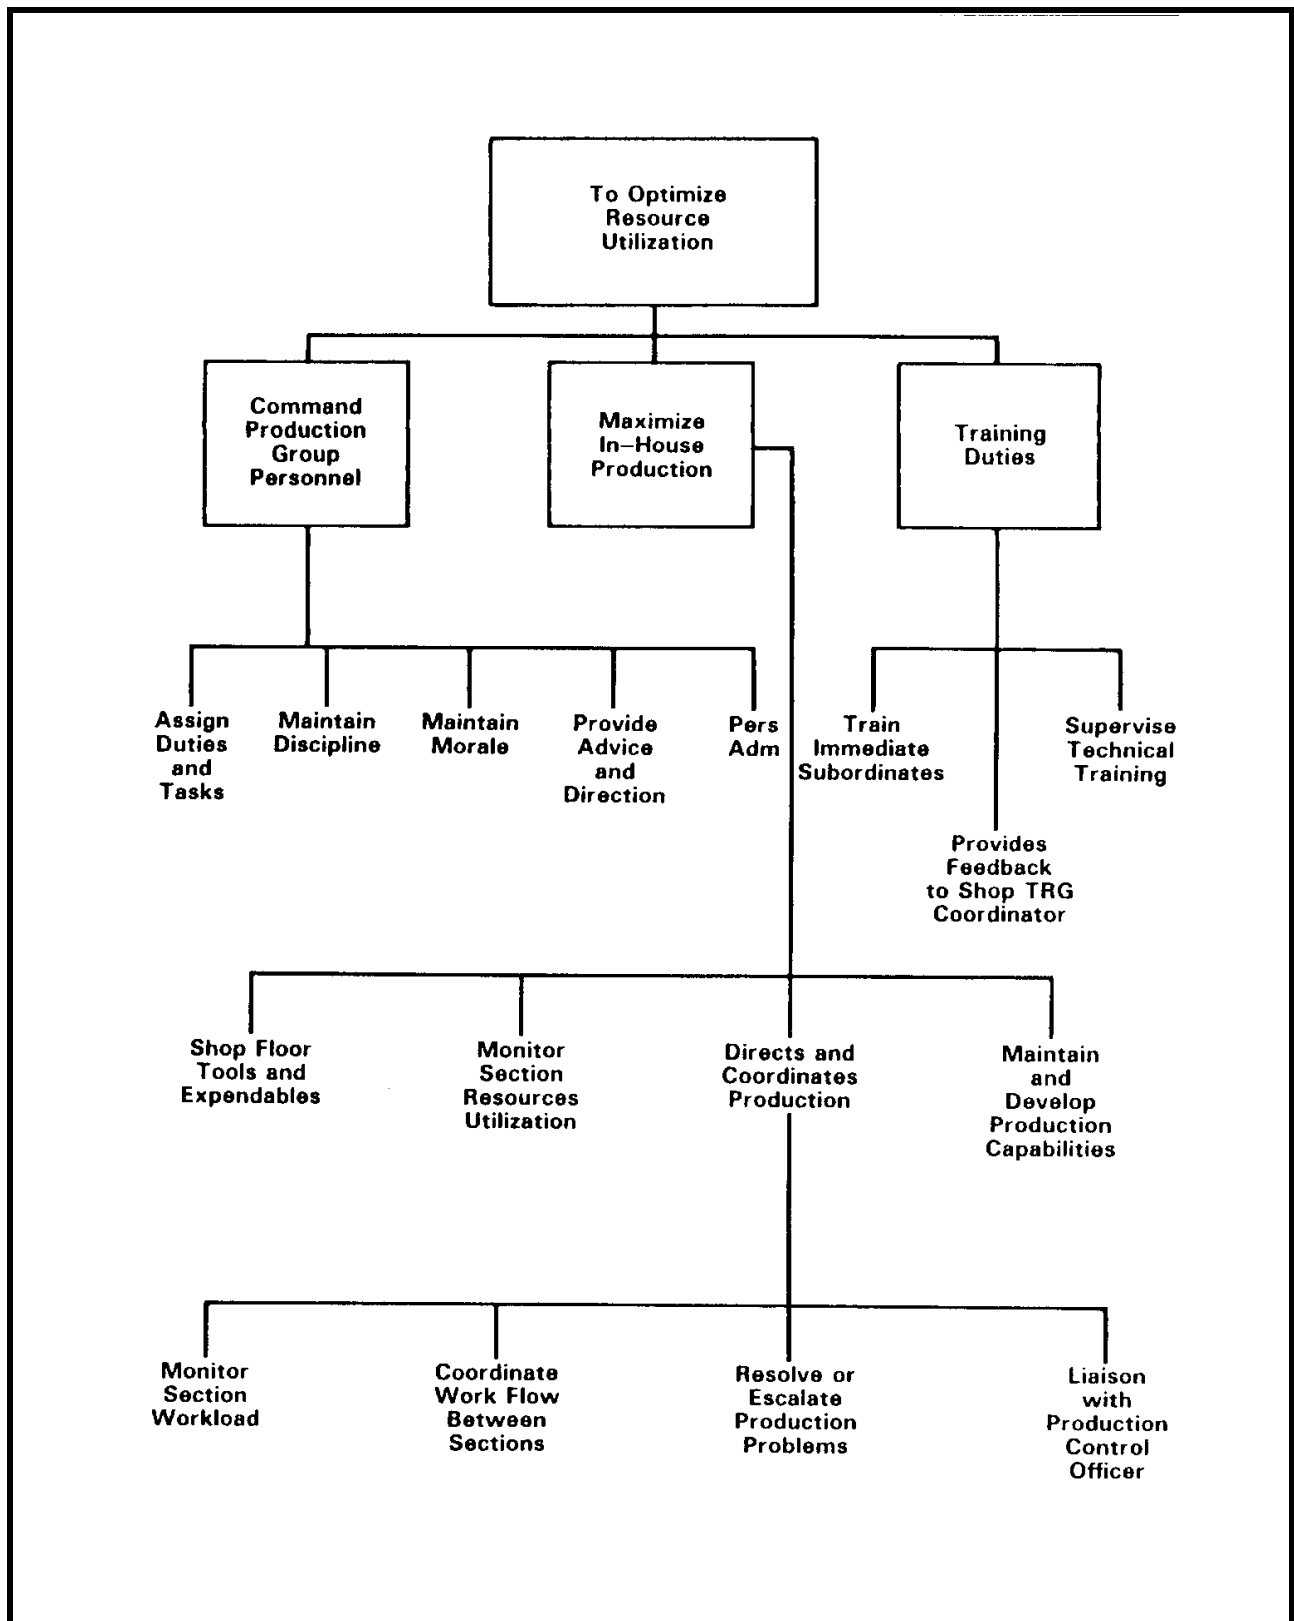 To Optimize
Resource
Utilization
Command
Production
Group
Personnel
Maximize
In-House
Production
Training
Duties
Assign
Duties
and
Tasks
Maintain
Discipline
Maintain
Morale
Provide
Advice
and
Direction
Pers
Adm
Train
Immediate
Subordinates
Supervise
Technical
Training
Provides
Feedback
to Shop TRG
Coordinator
Shop Floor
Tools and
Expendables
Monitor
Section
Resources
Utilization
Directs and
Coordinates
Production
Maintain
and
Develop
Production
Capabilities
Monitor
Section
Workload
Coordinate
Work Flow
Between
Sections
Resolve or
Escalate
Production
Problems
Liaison
with
Production
Control
Officer